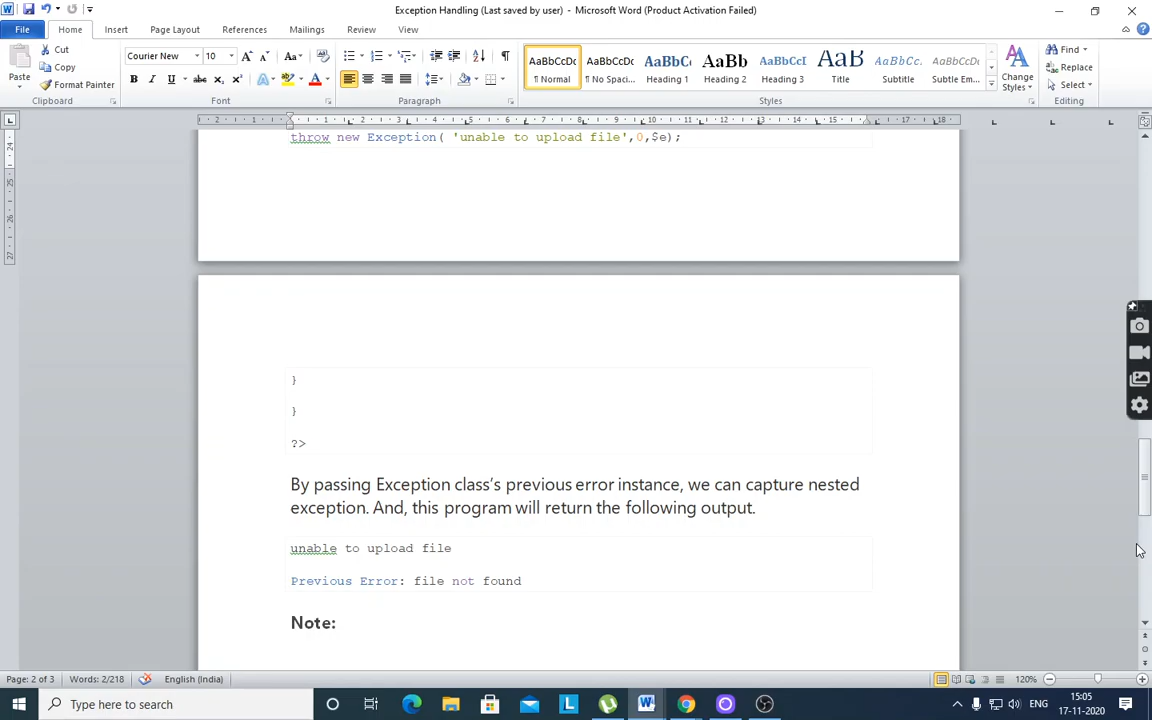 Exception Handling (Last saved by user) - Microsoft Word (Product Activation Failed)
File Home Insert Page Layout References Mailings Review View
Paste
Cut
Copy
Format Painter
Clipboard
Courier New 10
Font
Paragraph
AaBbCcDc AaBbCcDc AaBbCc AaBbCc AaBbCcI AaB AaBbCcL AaBbCcD
¶ Normal ¶ No Spaci... Heading 1 Heading 2 Heading 3 Title Subtitle Subtle Em...
Change
Styles
Styles
Find
Replace
Select
Editing
throw new Exception( 'unable to upload file',0,$e);
}
}
?>
By passing Exception class’s previous error instance, we can capture nested
exception. And, this program will return the following output.
unable to upload file
Previous Error: file not found
Note:
Page: 2 of 3 Words: 2/218 English (India) 120%
Type here to search
ENG
15:05
17-11-2020